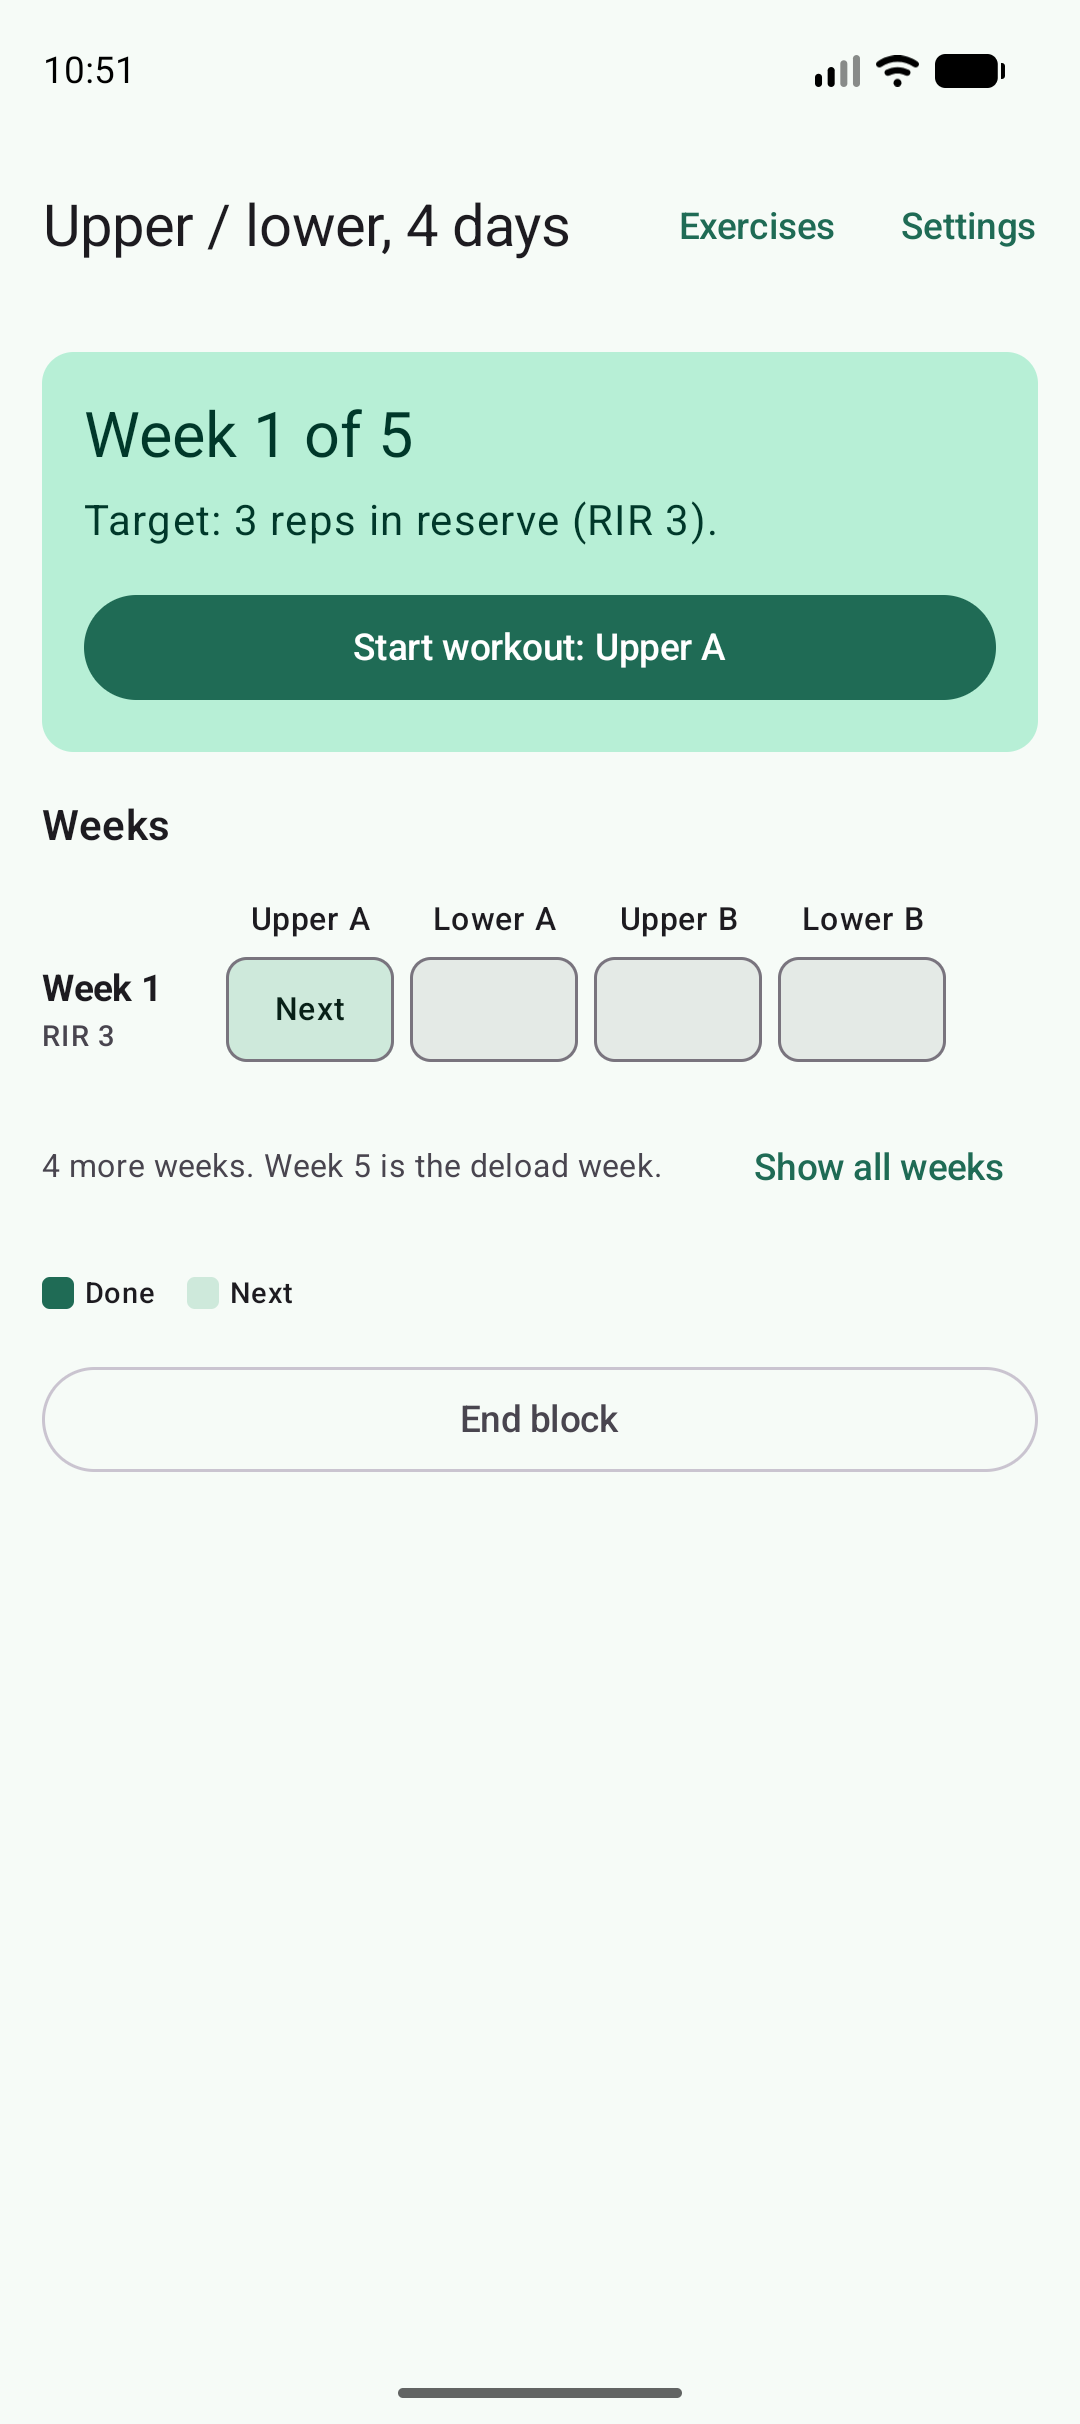 10:51
Upper / lower, 4 days
Exercises
Settings
Week 1 of 5
Target: 3 reps in reserve (RIR 3).
Start workout: Upper A
Weeks
Upper A
Lower A
Upper B
Lower B
Week 1
RIR 3
Next
4 more weeks. Week 5 is the deload week.
Show all weeks
Done
Next
End block